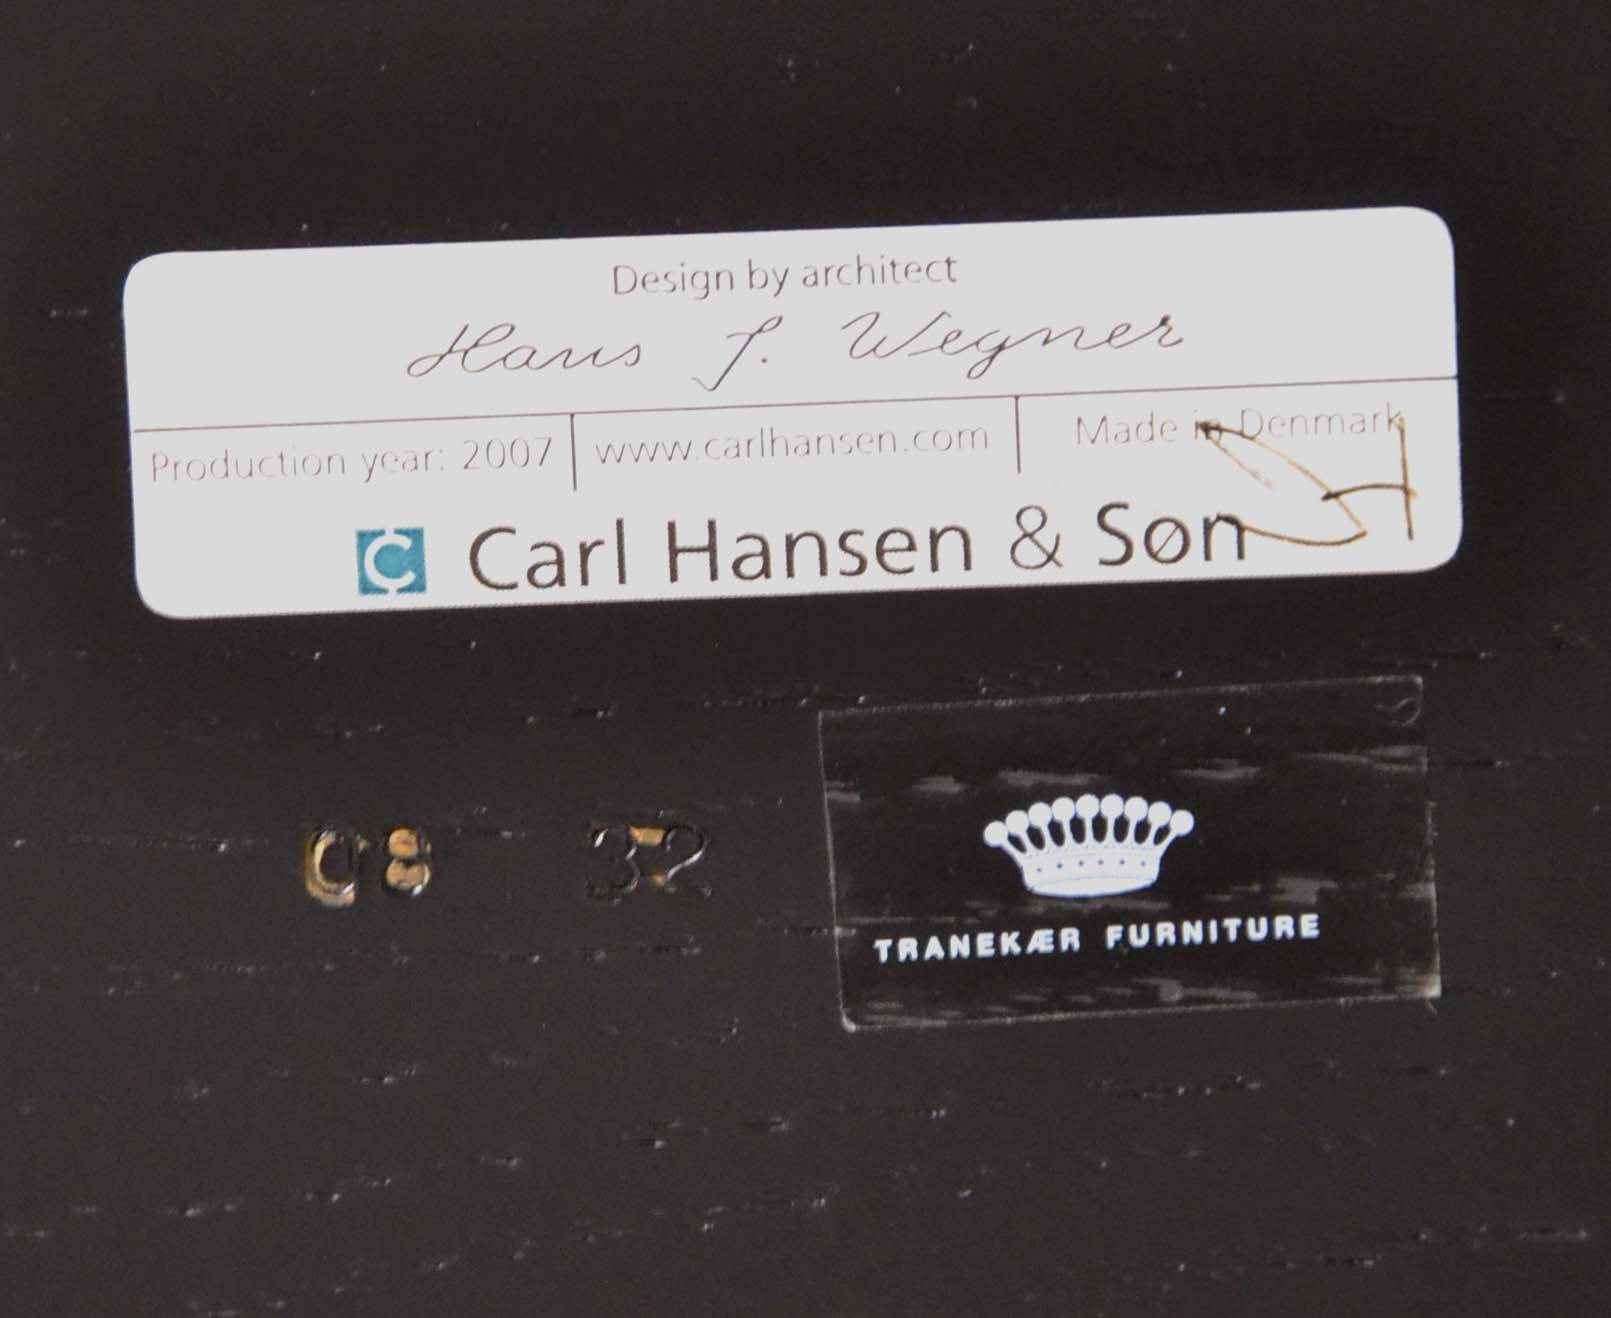 Design by architect
Hans J. Wegner
Production year: 2007 www.carlhansen.com Made in Denmark
C Carl Hansen & Søn
08 32
TRANEKÆR FURNITURE